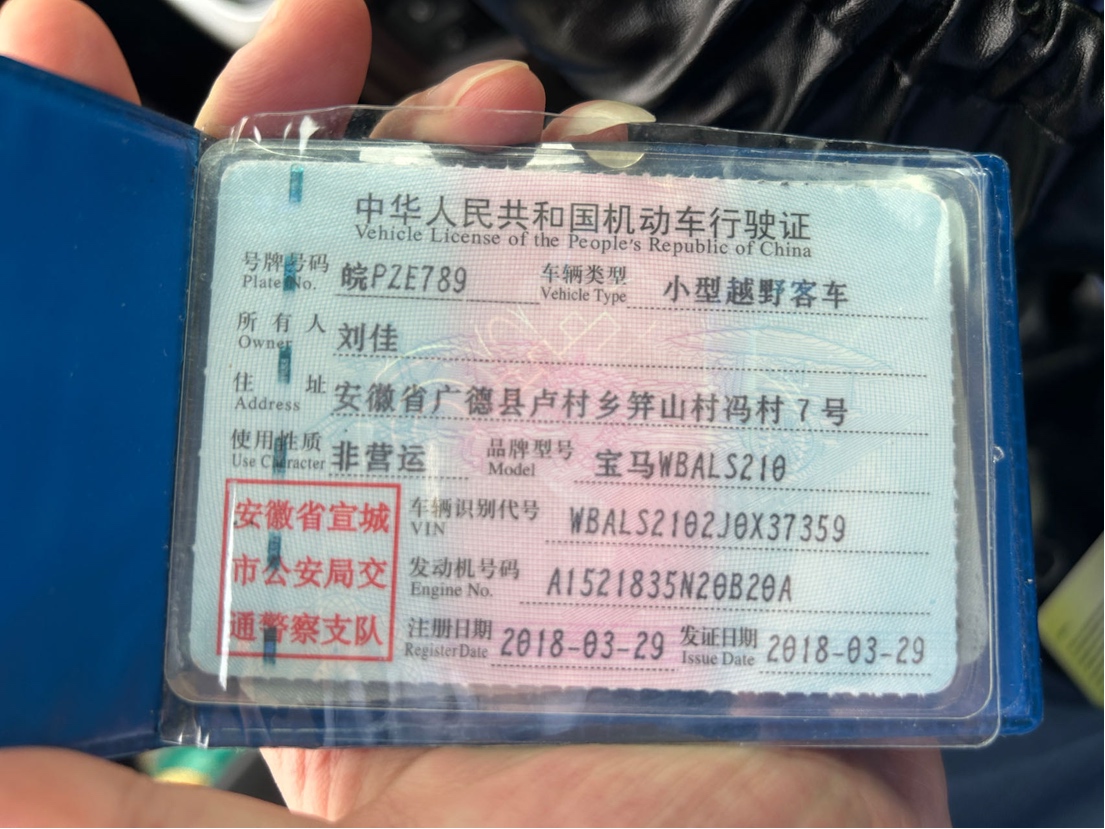 中华人民共和国机动车行驶证
Vehicle License of the People's Republic of China
号牌号码 皖PZE789 车辆类型 小型越野客车
Plate No. Vehicle Type
所有人 刘佳
Owner
住址 安徽省广德县卢村乡笄山村冯村7号
Address
使用性质 非营运 品牌型号 宝马WBALS210
Use Character Model
安徽省宣城
市公安局交
通警察支队
车辆识别代号 WBALS2102J0X37359
VIN
发动机号码 A1521835N20B20A
Engine No.
注册日期 2018-03-29 发证日期 2018-03-29
Register Date Issue Date